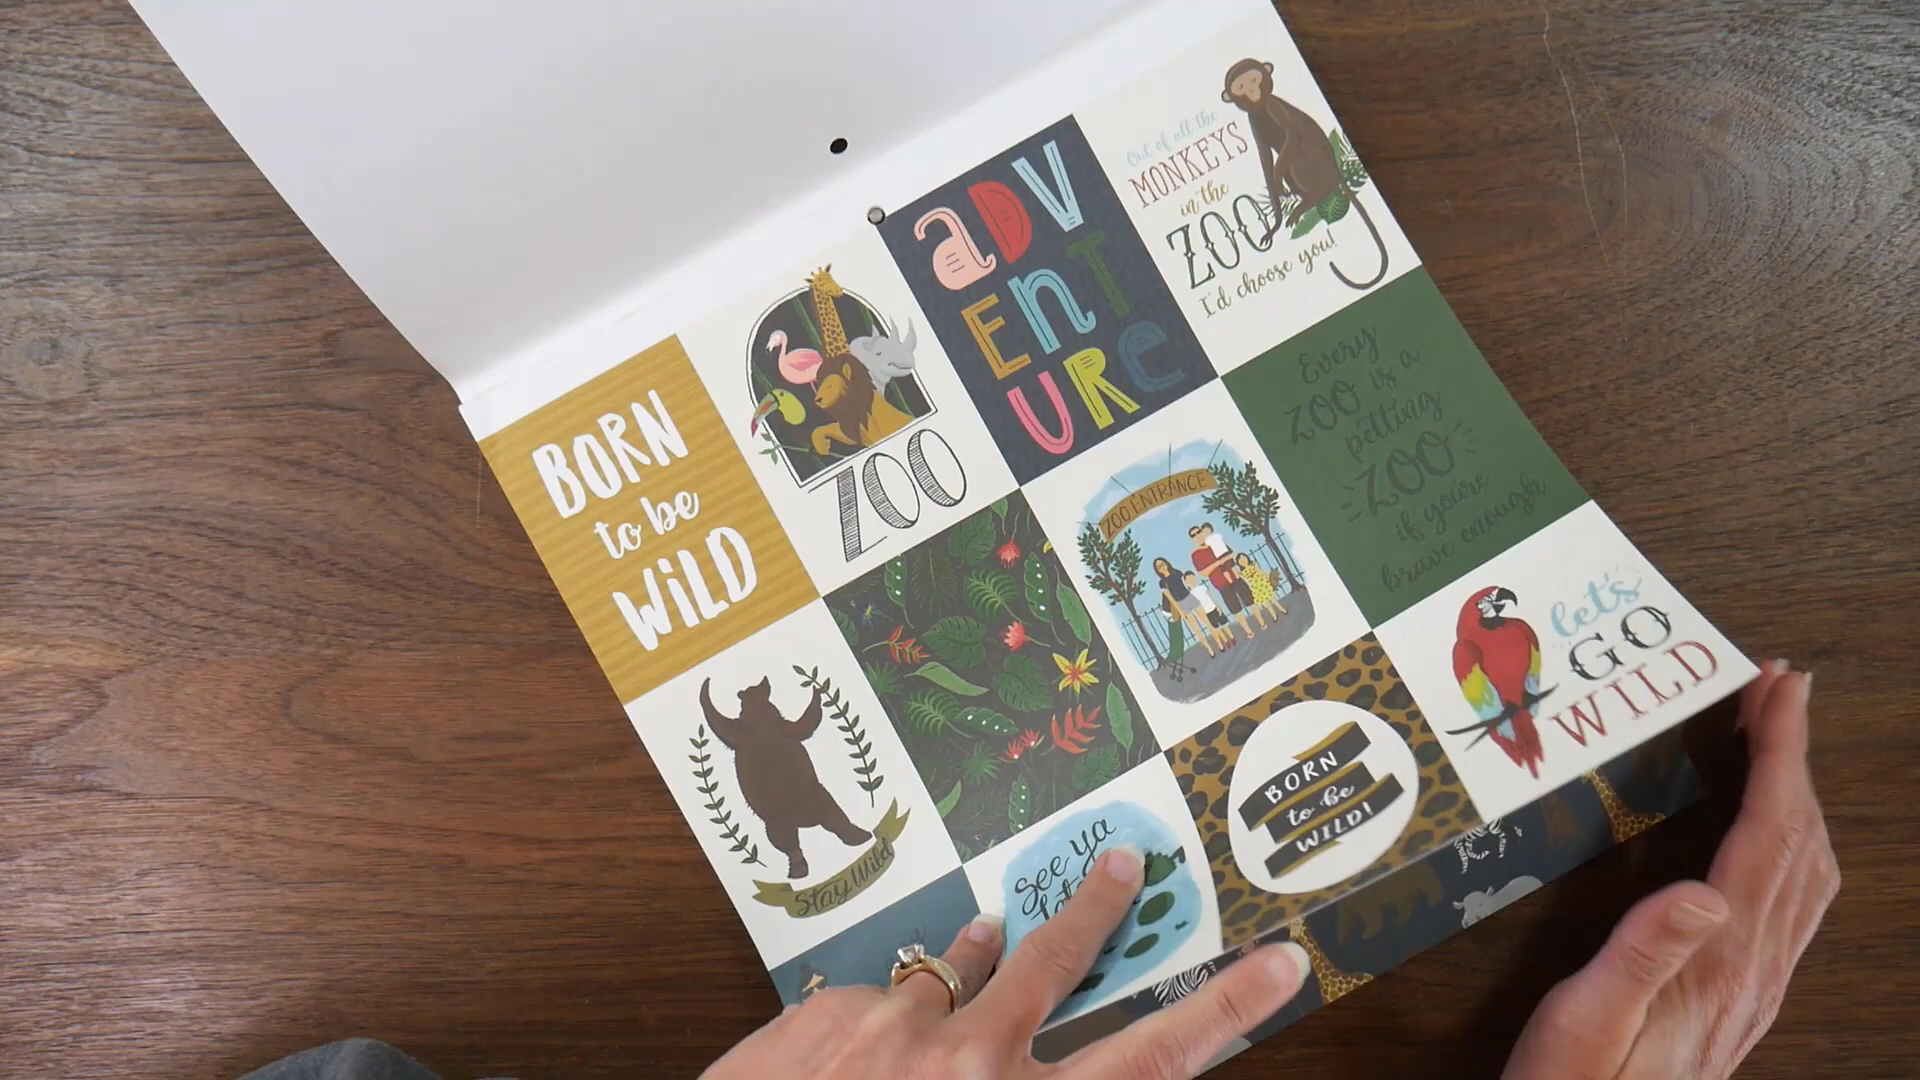 BORN
to be
WiLD
ZOO
aDV
EnT
URe
Out of all the
MONKEYS
in the
ZOO
I'd choose you!
Stay Wild
ZOO ENTRANCE
Every
ZOO is a
petting
ZOO
if you're
brave enough
See ya
BORN
to be
WILD!
let's
GO
WILD